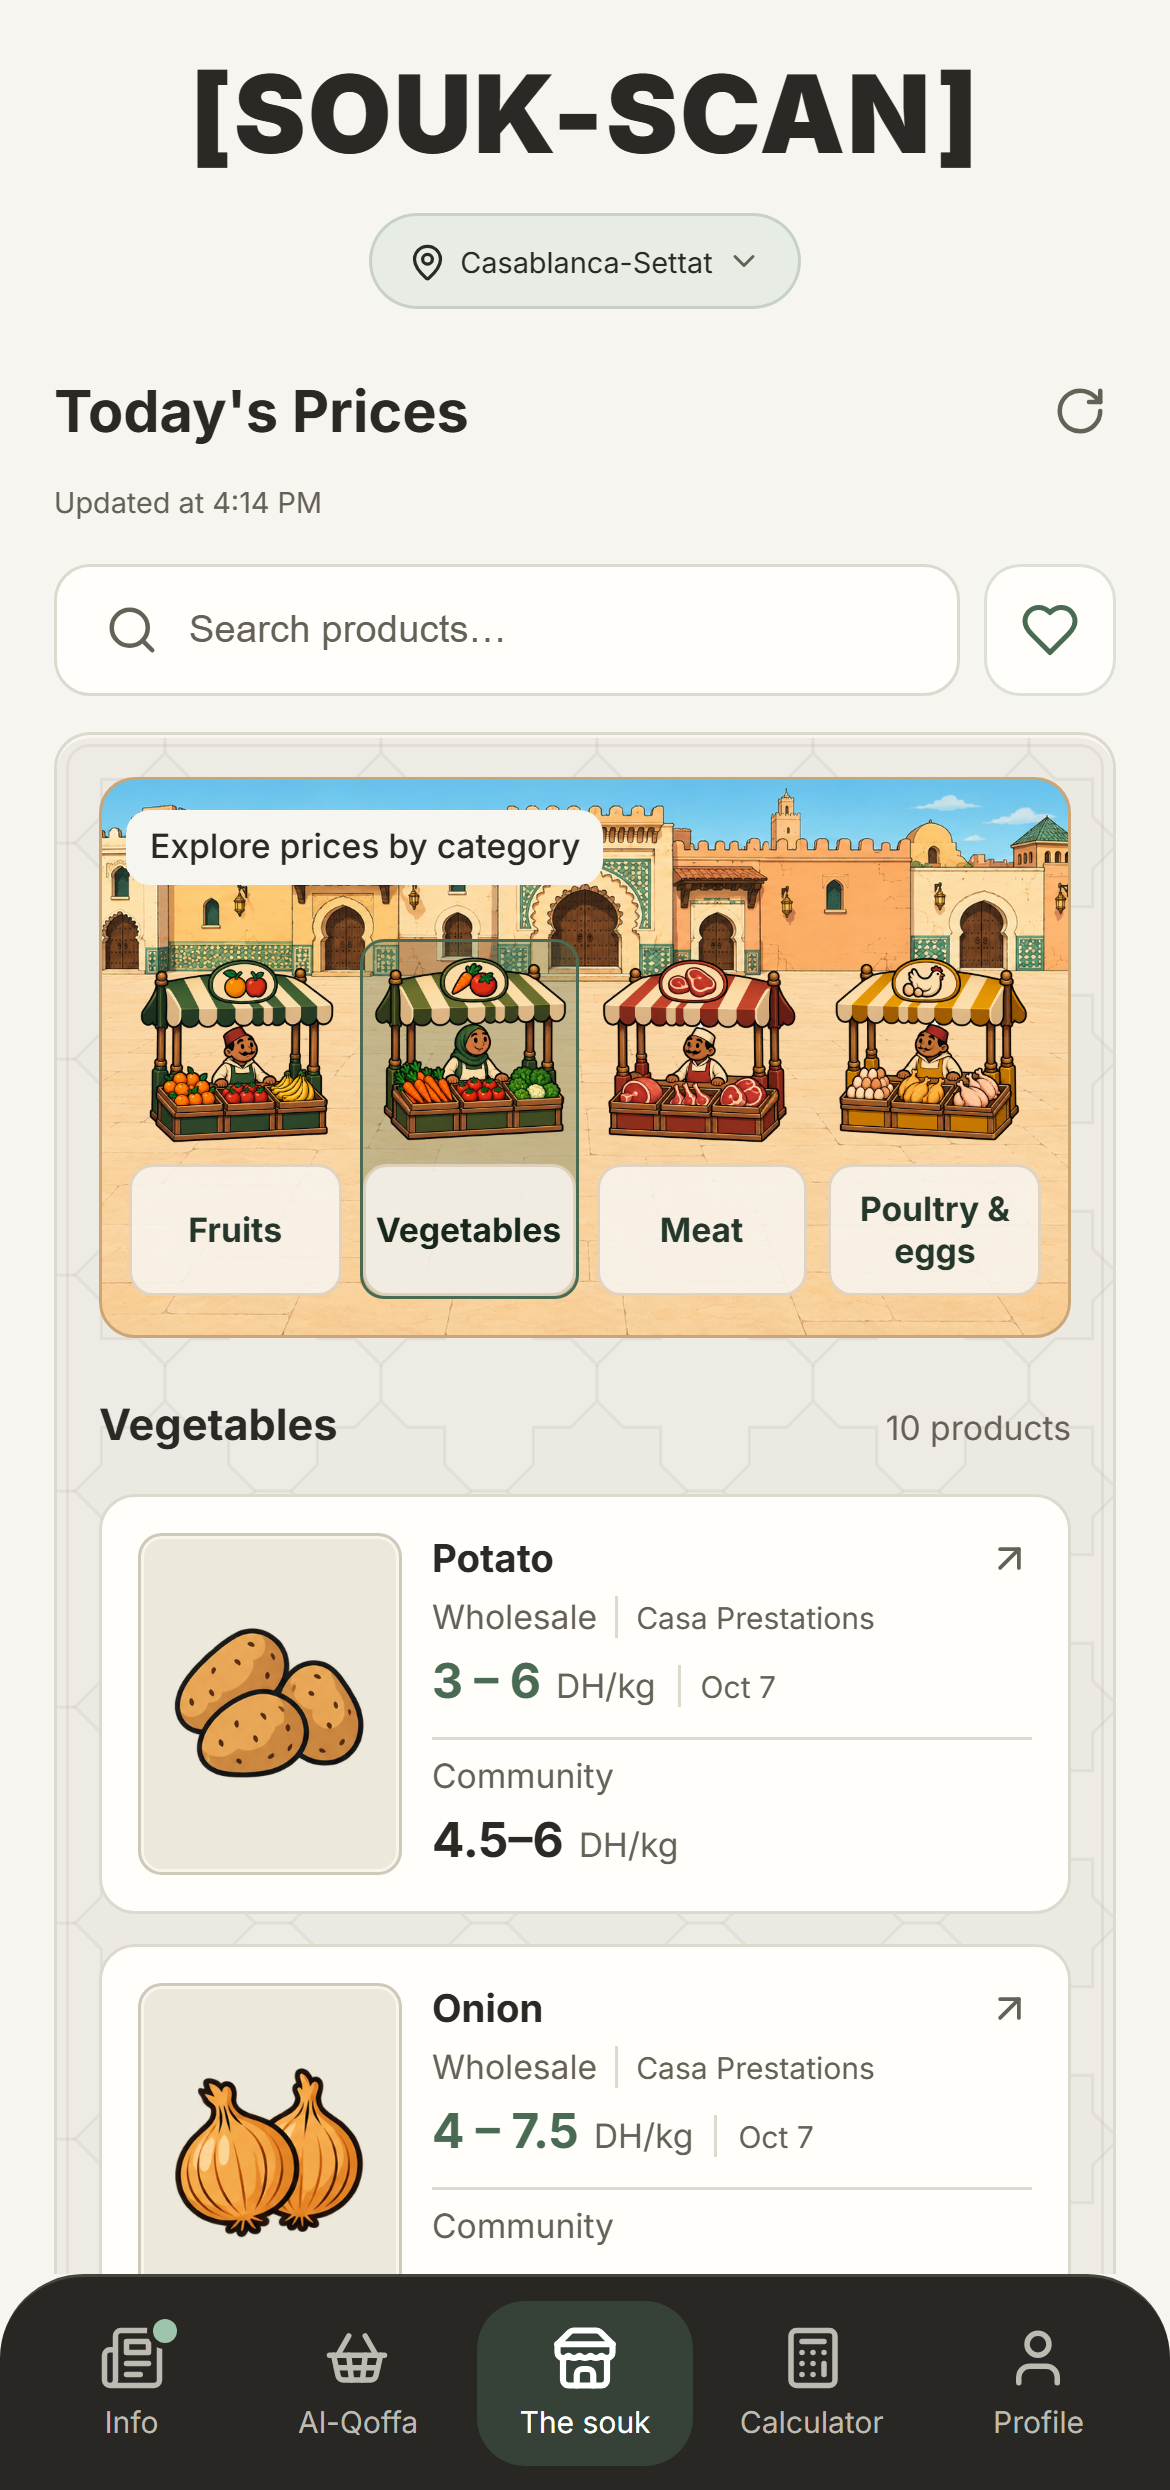 [SOUK-SCAN]
Casablanca-Settat
Today's Prices
Updated at 4:14 PM
Search products...
Explore prices by category
Fruits
Vegetables
Meat
Poultry &
eggs
Vegetables
10 products
Potato
Wholesale | Casa Prestations
3 – 6 DH/kg | Oct 7
Community
4.5–6 DH/kg
Onion
Wholesale | Casa Prestations
4 – 7.5 DH/kg | Oct 7
Community
Info
Al-Qoffa
The souk
Calculator
Profile